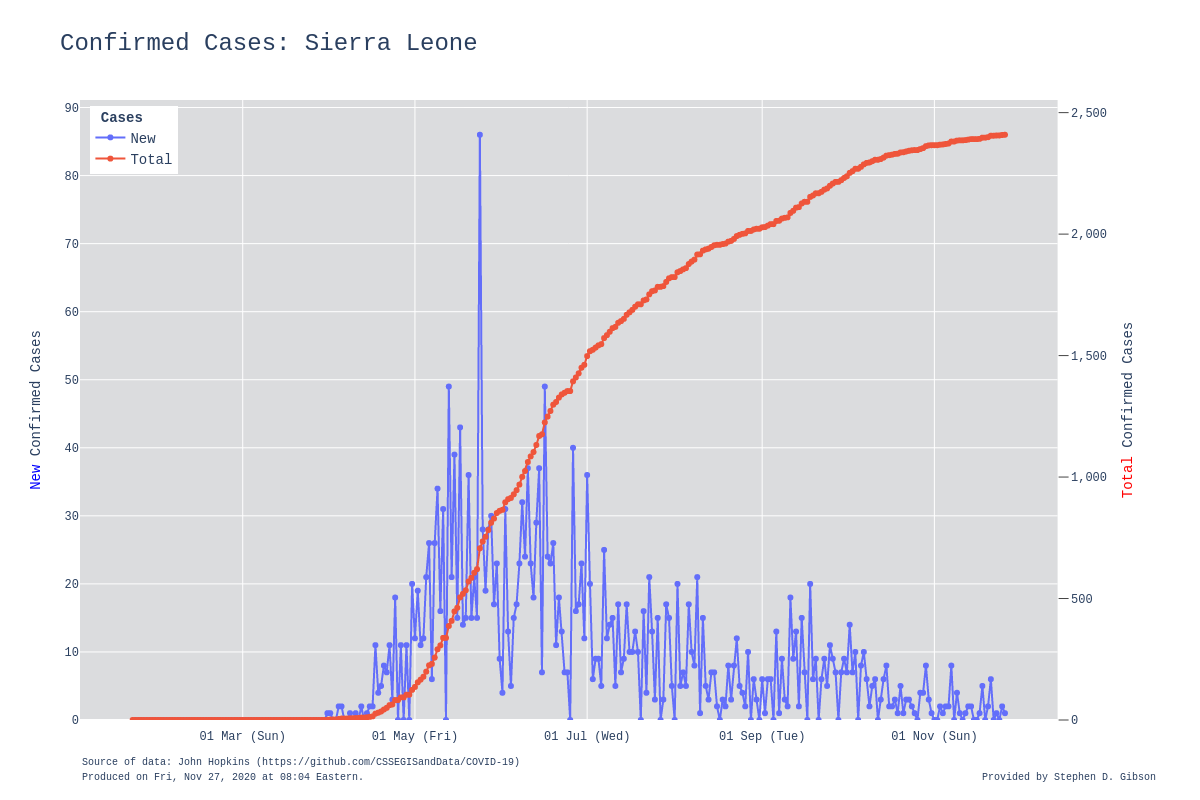 Confirmed Cases: Sierra Leone
Cases
New
Total
90
80
70
60
50
40
30
20
10
0
New Confirmed Cases
2,500
2,000
1,500
1,000
500
0
Total Confirmed Cases
01 Mar (Sun) 01 May (Fri) 01 Jul (Wed) 01 Sep (Tue) 01 Nov (Sun)
Source of data: John Hopkins (https://github.com/CSSEGISandData/COVID-19)
Produced on Fri, Nov 27, 2020 at 08:04 Eastern.
Provided by Stephen D. Gibson